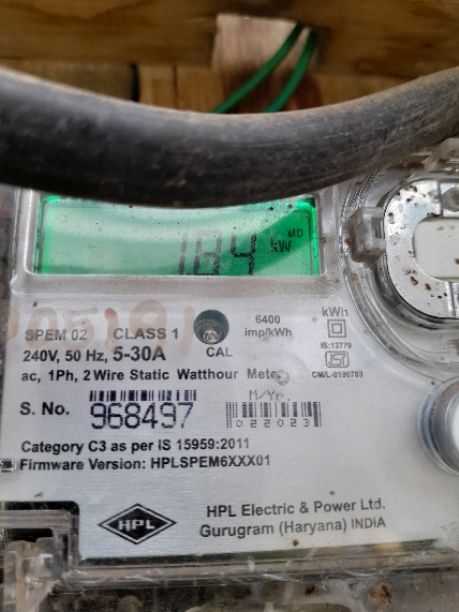 MD
184 kW
SPEM 02 CLASS 1
240V, 50 Hz, 5-30A
CAL
6400
imp/kWh
kWh
IS:13779
CM/L-9190783
ac, 1Ph, 2 Wire Static Watthour Meter
M/Yr.
S. No. 968497
022023
Category C3 as per IS 15959:2011
Firmware Version: HPLSPEM6XXX01
HPL
HPL Electric & Power Ltd.
Gurugram (Haryana) INDIA